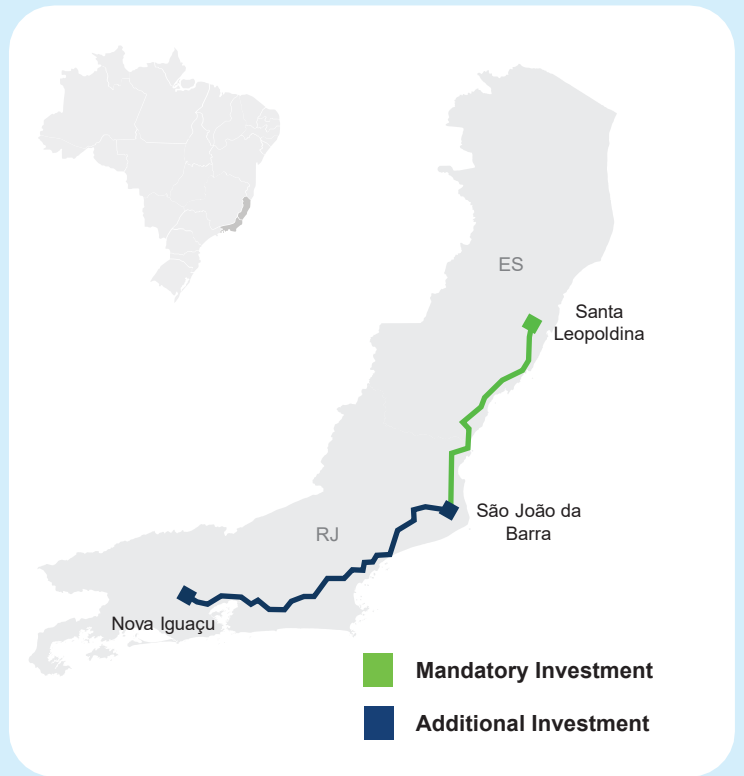 ES
Santa
Leopoldina
São João da
Barra
RJ
Nova Iguaçu
Mandatory Investment
Additional Investment